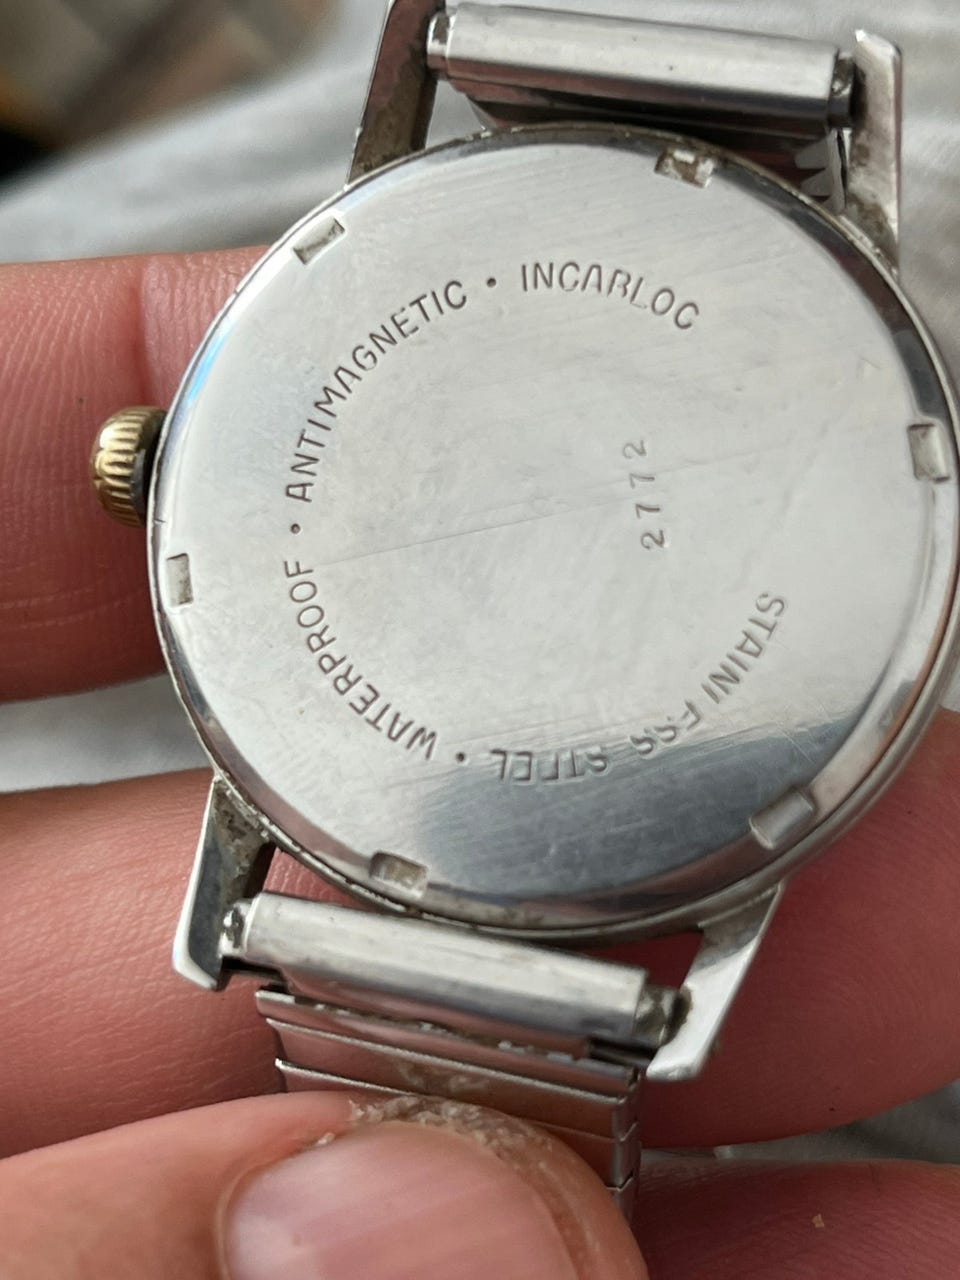 STAINLESS STEEL • WATERPROOF • ANTIMAGNETIC • INCABLOC
2772